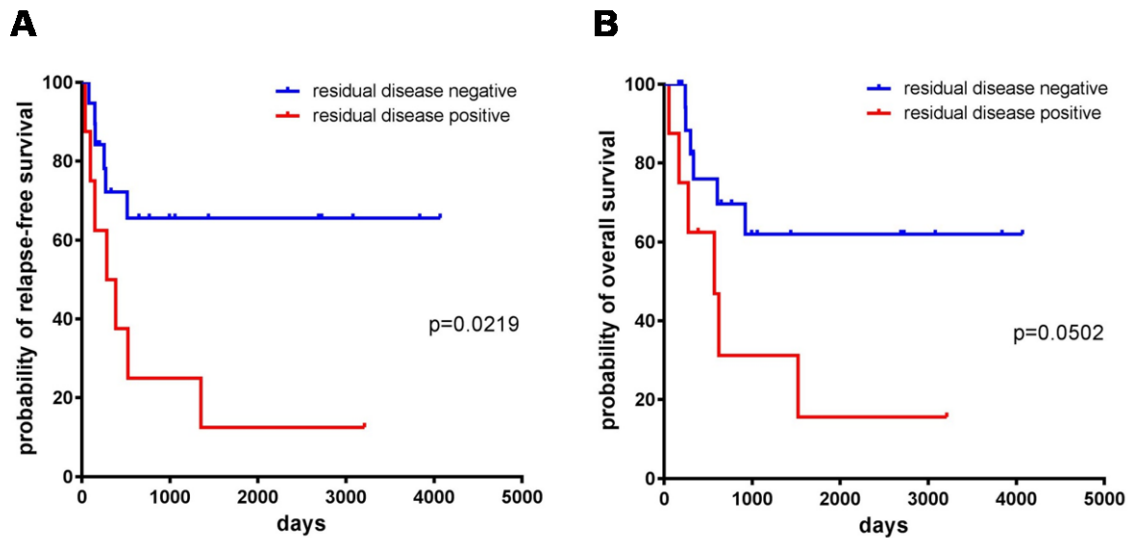 A
probability of relapse-free survival
100
80
60
40
20
0
0 1000 2000 3000 4000 5000
days
residual disease negative
residual disease positive
p=0.0219
B
probability of overall survival
100
80
60
40
20
0
0 1000 2000 3000 4000 5000
days
residual disease negative
residual disease positive
p=0.0502